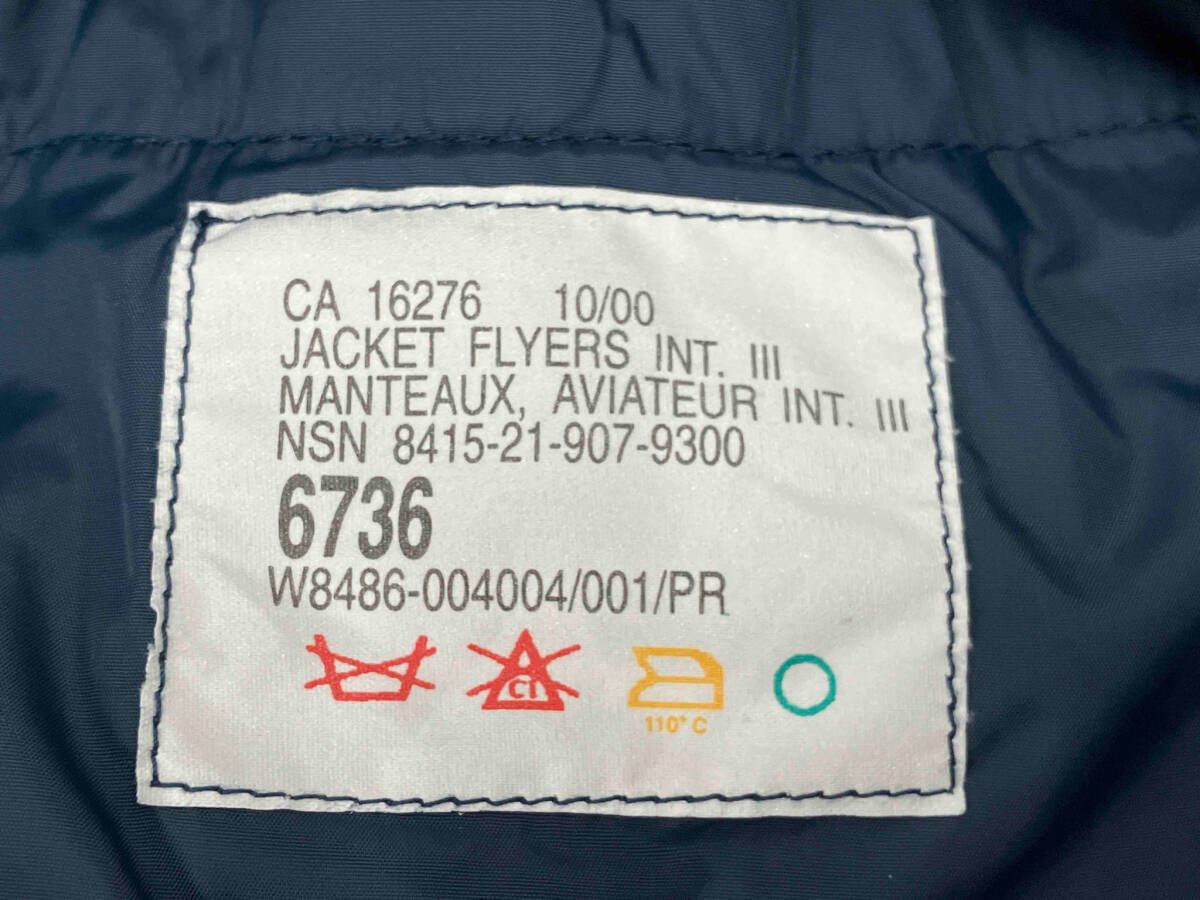 CA 16276 10/00
JACKET FLYERS INT. III
MANTEAUX, AVIATEUR INT. III
NSN 8415-21-907-9300
6736
W8486-004004/001/PR
Cl
110° C